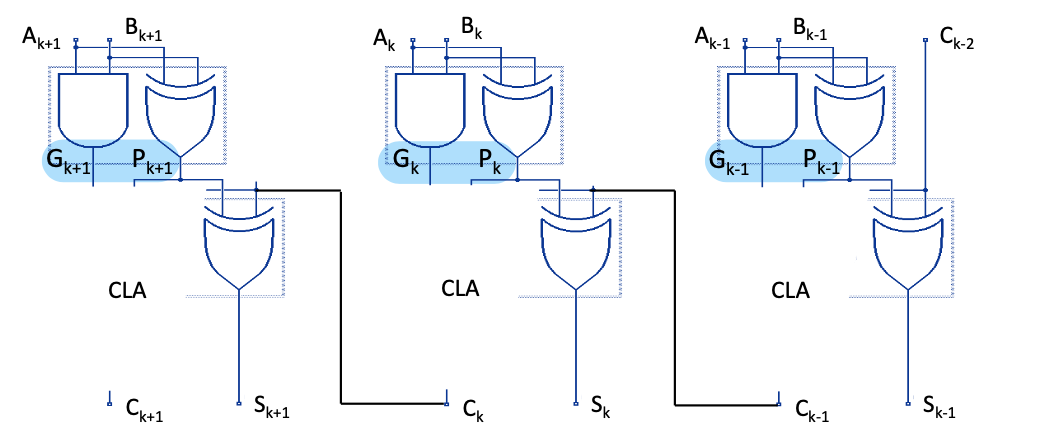 A_{k+1} B_{k+1} A_k B_k A_{k-1} B_{k-1} C_{k-2}
G_{k+1} P_{k+1} G_k P_k G_{k-1} P_{k-1}
CLA CLA CLA
C_{k+1} S_{k+1} C_k S_k C_{k-1} S_{k-1}